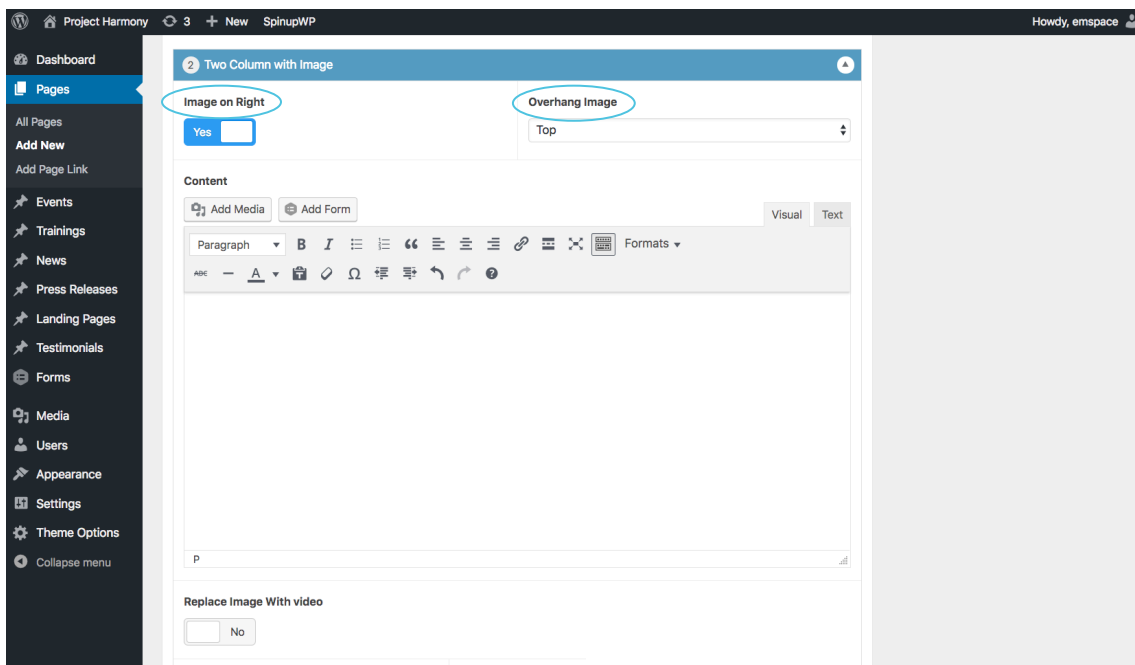 Project Harmony 3 New SpinupWP Howdy, emspace
Dashboard
Pages
All Pages
Add New
Add Page Link
Events
Trainings
News
Press Releases
Landing Pages
Testimonials
Forms
Media
Users
Appearance
Settings
Theme Options
Collapse menu
2 Two Column with Image
Image on Right Overhang Image
Yes Top
Content
Add Media Add Form Visual Text
Paragraph B I Formats
ABC A Ω
P
Replace Image With video
No